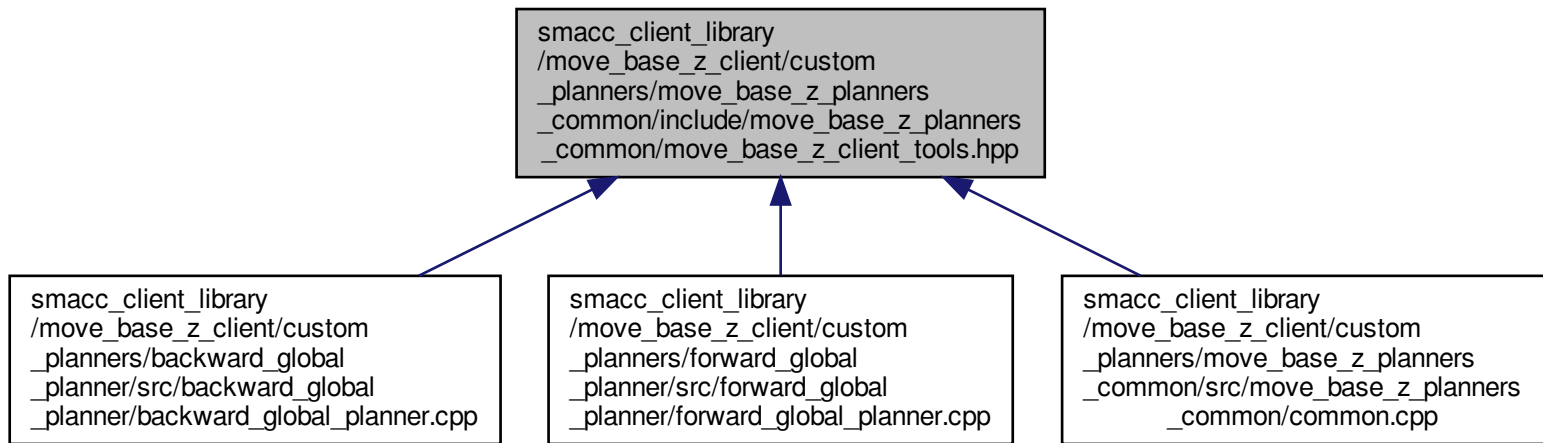 smacc_client_library
/move_base_z_client/custom
_planners/move_base_z_planners
_common/include/move_base_z_planners
_common/move_base_z_client_tools.hpp
smacc_client_library
/move_base_z_client/custom
_planners/backward_global
_planner/src/backward_global
_planner/backward_global_planner.cpp
smacc_client_library
/move_base_z_client/custom
_planners/forward_global
_planner/src/forward_global
_planner/forward_global_planner.cpp
smacc_client_library
/move_base_z_client/custom
_planners/move_base_z_planners
_common/src/move_base_z_planners
_common/common.cpp